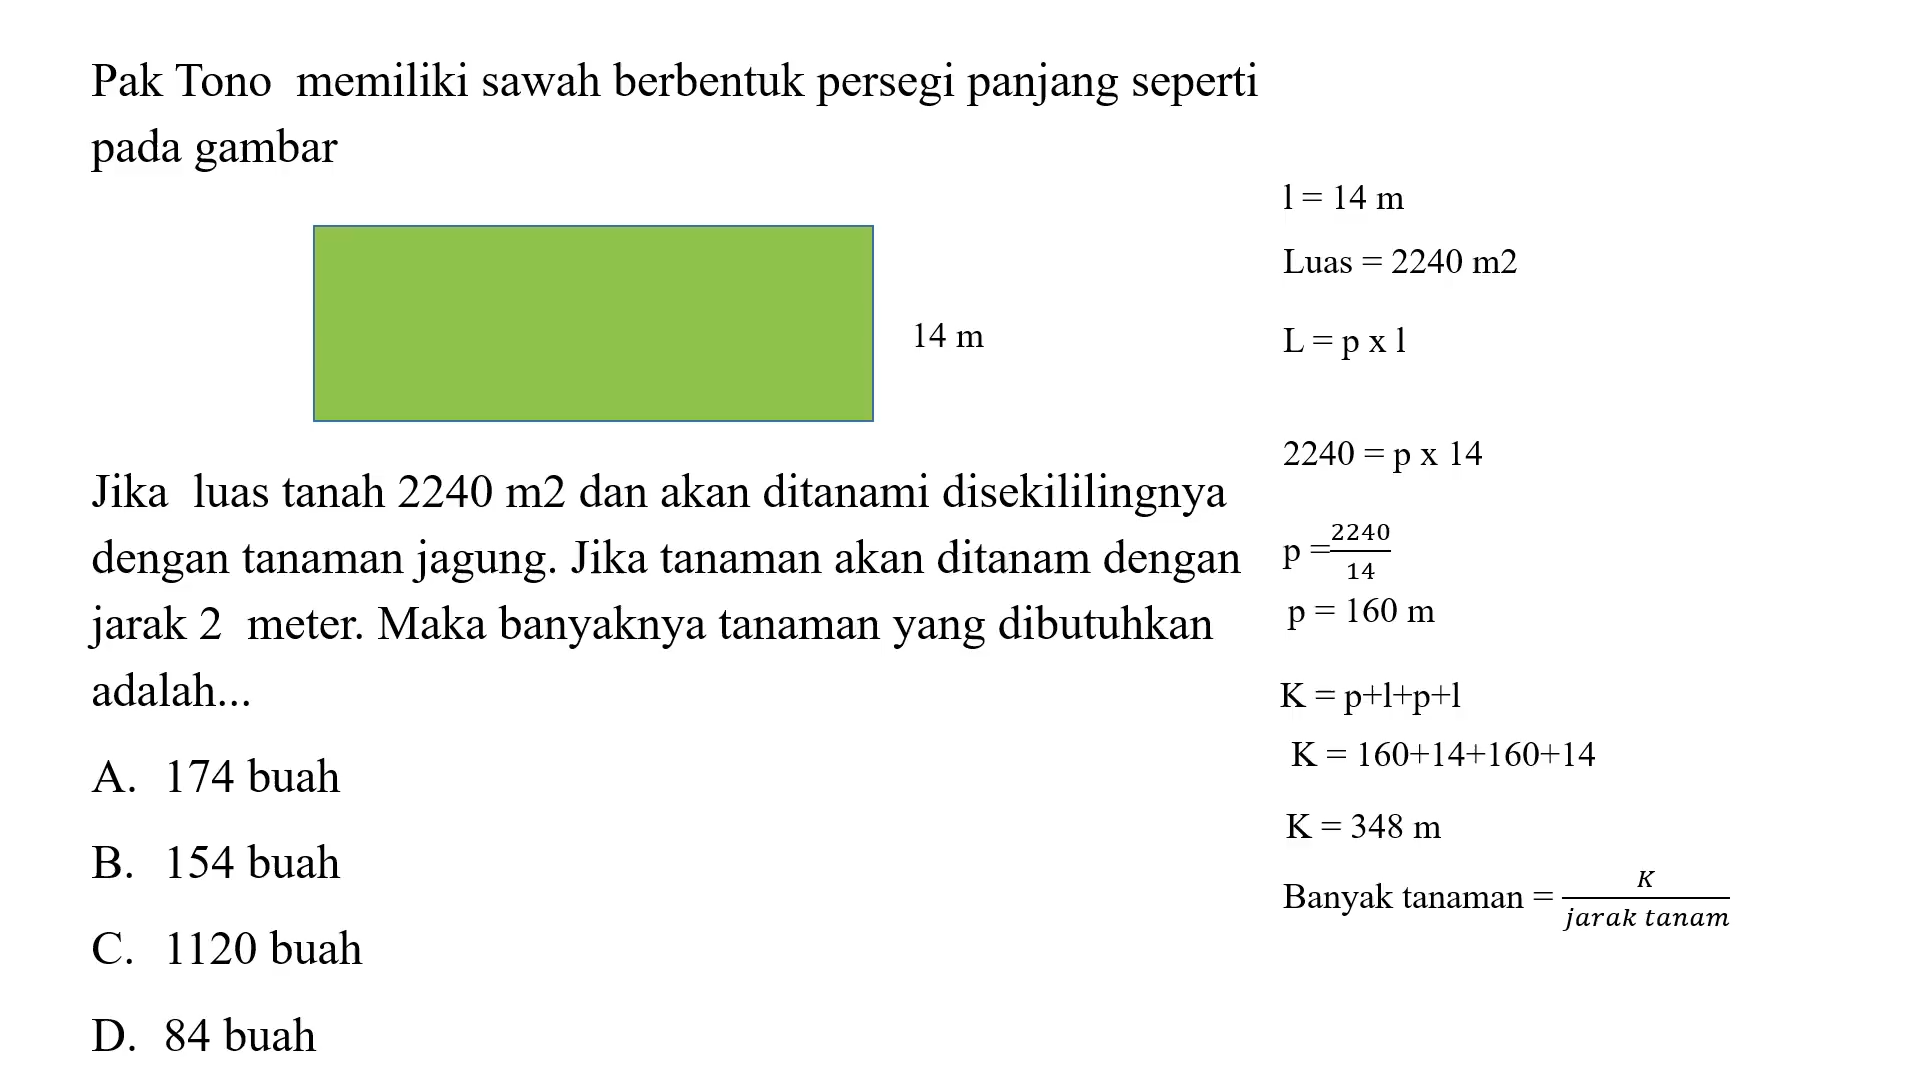 Pak Tono  memiliki sawah berbentuk persegi panjang seperti
pada gambar
14 m
Jika  luas tanah 2240 m2 dan akan ditanami disekililingnya
dengan tanaman jagung. Jika tanaman akan ditanam dengan
jarak 2  meter. Maka banyaknya tanaman yang dibutuhkan
adalah...
A. 174 buah
B. 154 buah
C. 1120 buah
D. 84 buah
l = 14 m
Luas = 2240 m2
L = p x l
2240 = p x 14
p = 2240/14
p = 160 m
K = p+l+p+l
K = 160+14+160+14
K = 348 m
Banyak tanaman = K/jarak tanam